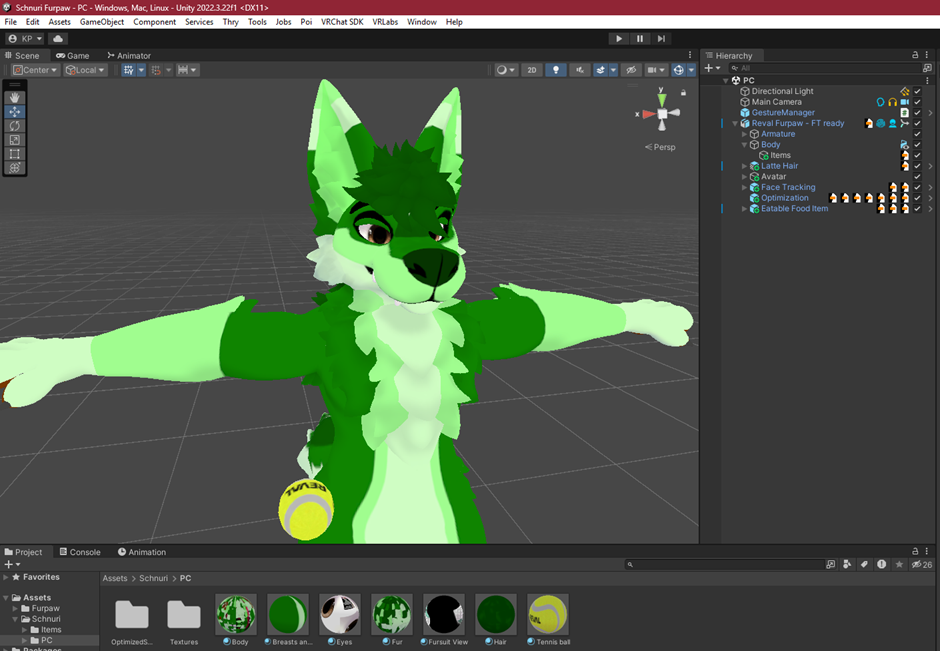 Schnuri Furpaw - PC - Windows, Mac, Linux - Unity 2022.3.22f1 <DX11>
File Edit Assets GameObject Component Services Thry Tools Jobs Poi VRChat SDK VRLabs Window Help
KP
Scene Game Animator
Center Local 2D
Hierarchy
All
PC
Directional Light
Main Camera
GestureManager
Reval Furpaw - FT ready
Armature
Body
Items
Latte Hair
Avatar
Face Tracking
Optimization
Eatable Food Item
y
x
Persp
REVAL
Project Console Animation
26
Favorites
Assets
Furpaw
Schnuri
Items
PC
Packages
Assets > Schnuri > PC
OptimizedS... Textures Body Breasts an... Eyes Fur Fursuit View Hair Tennis ball